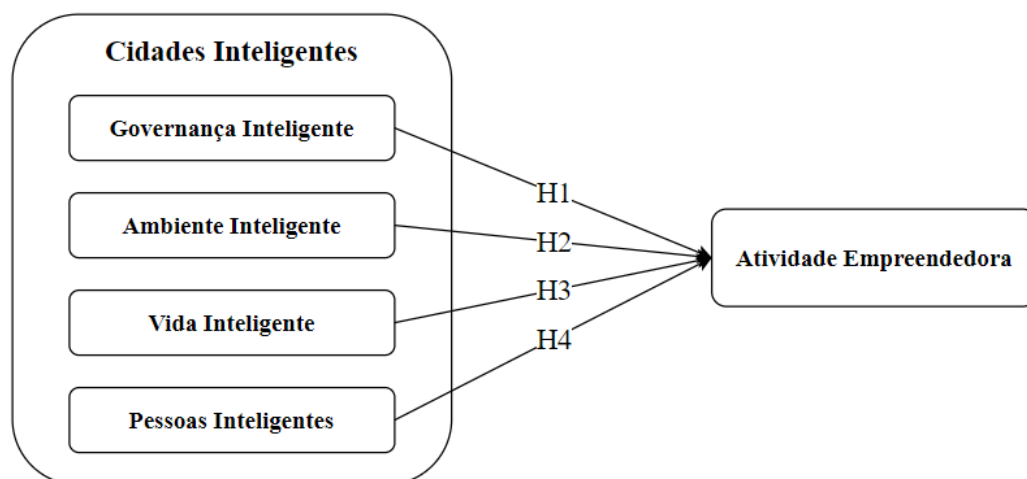 Cidades Inteligentes
Governança Inteligente
Ambiente Inteligente
Vida Inteligente
Pessoas Inteligentes
H1
H2
H3
H4
Atividade Empreendedora